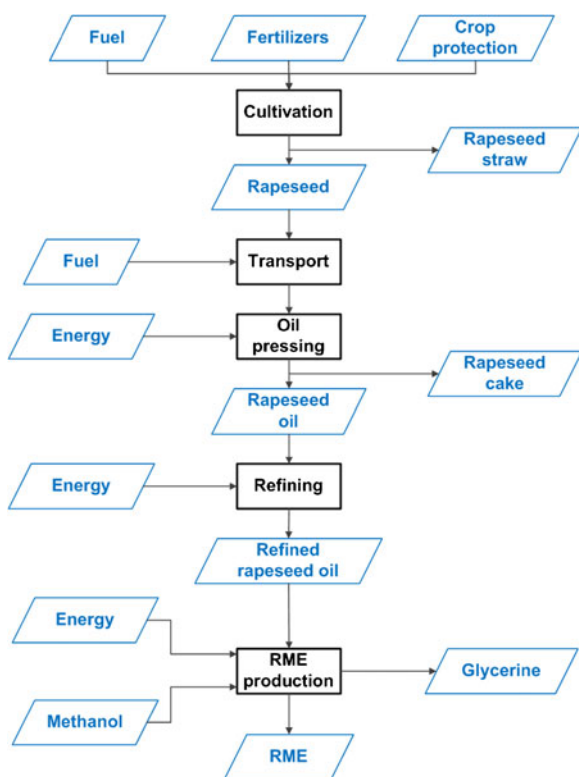 Fuel
Fertilizers
Crop
protection
Cultivation
Rapeseed
straw
Rapeseed
Fuel
Transport
Energy
Oil
pressing
Rapeseed
cake
Rapeseed
oil
Energy
Refining
Refined
rapeseed oil
Energy
RME
production
Glycerine
Methanol
RME